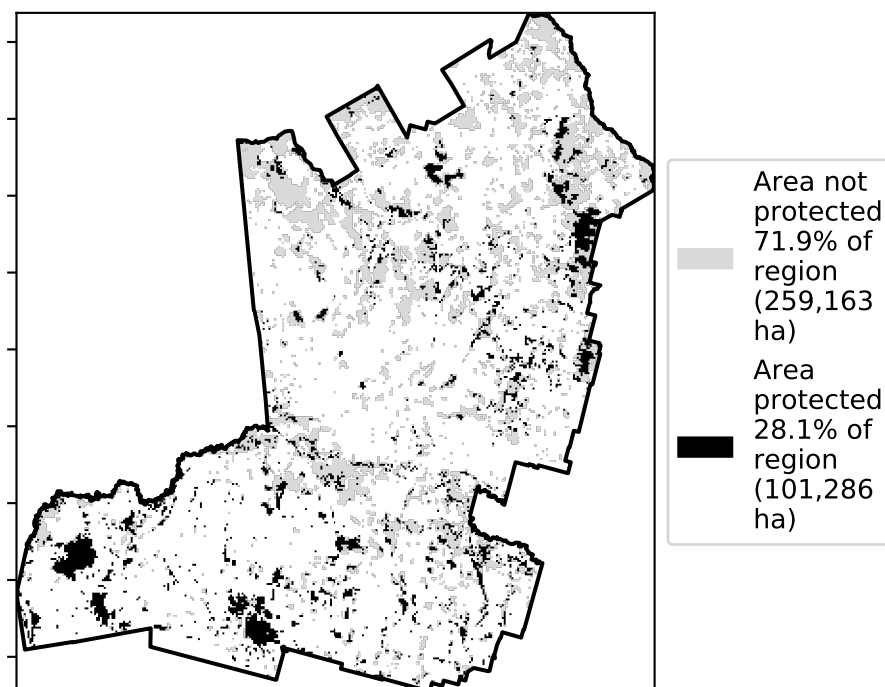 Area not
protected
71.9% of
region
(259,163
ha)
Area
protected
28.1% of
region
(101,286
ha)